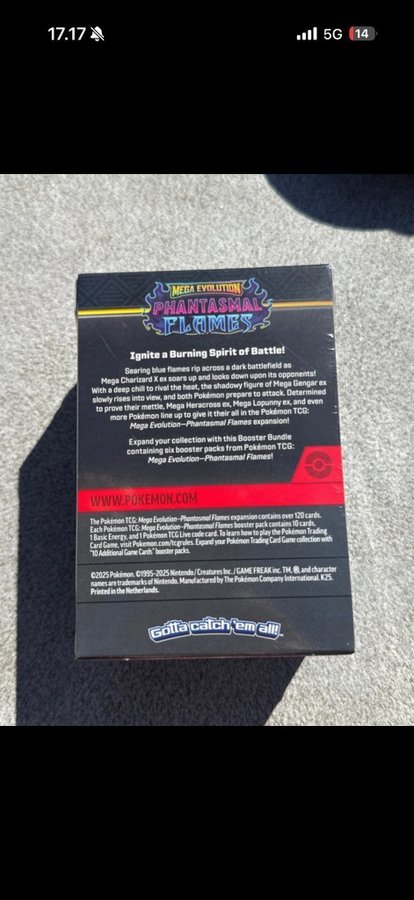 17.17
5G
14
MEGA EVOLUTION
PHANTASMAL
FLAMES
Ignite a Burning Spirit of Battle!
Searing blue flames rip across a dark battlefield as
Mega Charizard X ex soars up and looks down upon its opponents!
With a deep chill to rival the heat, the shadowy figure of Mega Gengar ex
slowly rises into view, and both Pokémon prepare to attack. Determined
to prove their mettle, Mega Heracross ex, Mega Lopunny ex, and even
more Pokémon line up to give it their all in the Pokémon TCG:
Mega Evolution—Phantasmal Flames expansion!
Expand your collection with this Booster Bundle
containing six booster packs from Pokémon TCG:
Mega Evolution—Phantasmal Flames!
WWW.POKEMON.COM
The Pokémon TCG: Mega Evolution—Phantasmal Flames expansion contains over 120 cards.
Each Pokémon TCG: Mega Evolution—Phantasmal Flames booster pack contains 10 cards,
1 Basic Energy, and 1 Pokémon TCG Live code card. To learn how to play the Pokémon Trading
Card Game, visit Pokemon.com/tcgrules. Expand your Pokémon Trading Card Game collection with
"10 Additional Game Cards" booster packs.
©2025 Pokémon. ©1995–2025 Nintendo / Creatures Inc. / GAME FREAK inc. TM, ®, and character
names are trademarks of Nintendo. Manufactured by The Pokémon Company International. K25.
Printed in the Netherlands.
Gotta catch 'em all!™